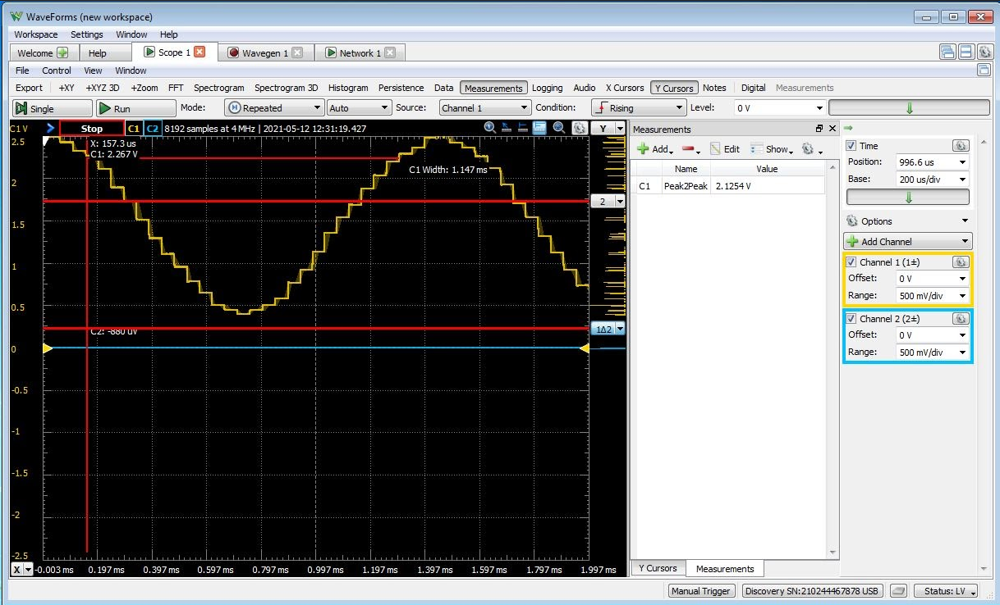 WaveForms (new workspace)
Workspace Settings Window Help
Welcome Help Scope 1 Wavegen 1 Network 1
File Control View Window
Export +XY +XYZ 3D +Zoom FFT Spectrogram Spectrogram 3D Histogram Persistence Data Measurements Logging Audio X Cursors Y Cursors Notes Digital Measurements
Single Run Mode: Repeated Auto Source: Channel 1 Condition: Rising Level: 0 V
C1 V Stop C1 C2 8192 samples at 4 MHz | 2021-05-12 12:31:19.427 Y
X: 157.3 us
C1: 2.267 V
C1 Width: 1.147 ms
C2: -880 uV
2.5
2
1.5
1
0.5
0
-0.5
-1
-1.5
-2
-2.5
2
1Δ2
X -0.003 ms 0.197 ms 0.397 ms 0.597 ms 0.797 ms 0.997 ms 1.197 ms 1.397 ms 1.597 ms 1.797 ms 1.997 ms
Measurements
Add Edit Show
Name Value
C1 Peak2Peak 2.1254 V
Y Cursors Measurements
Time
Position: 996.6 us
Base: 200 us/div
Options
Add Channel
Channel 1 (1±)
Offset: 0 V
Range: 500 mV/div
Channel 2 (2±)
Offset: 0 V
Range: 500 mV/div
Manual Trigger Discovery SN:210244467878 USB Status: LV